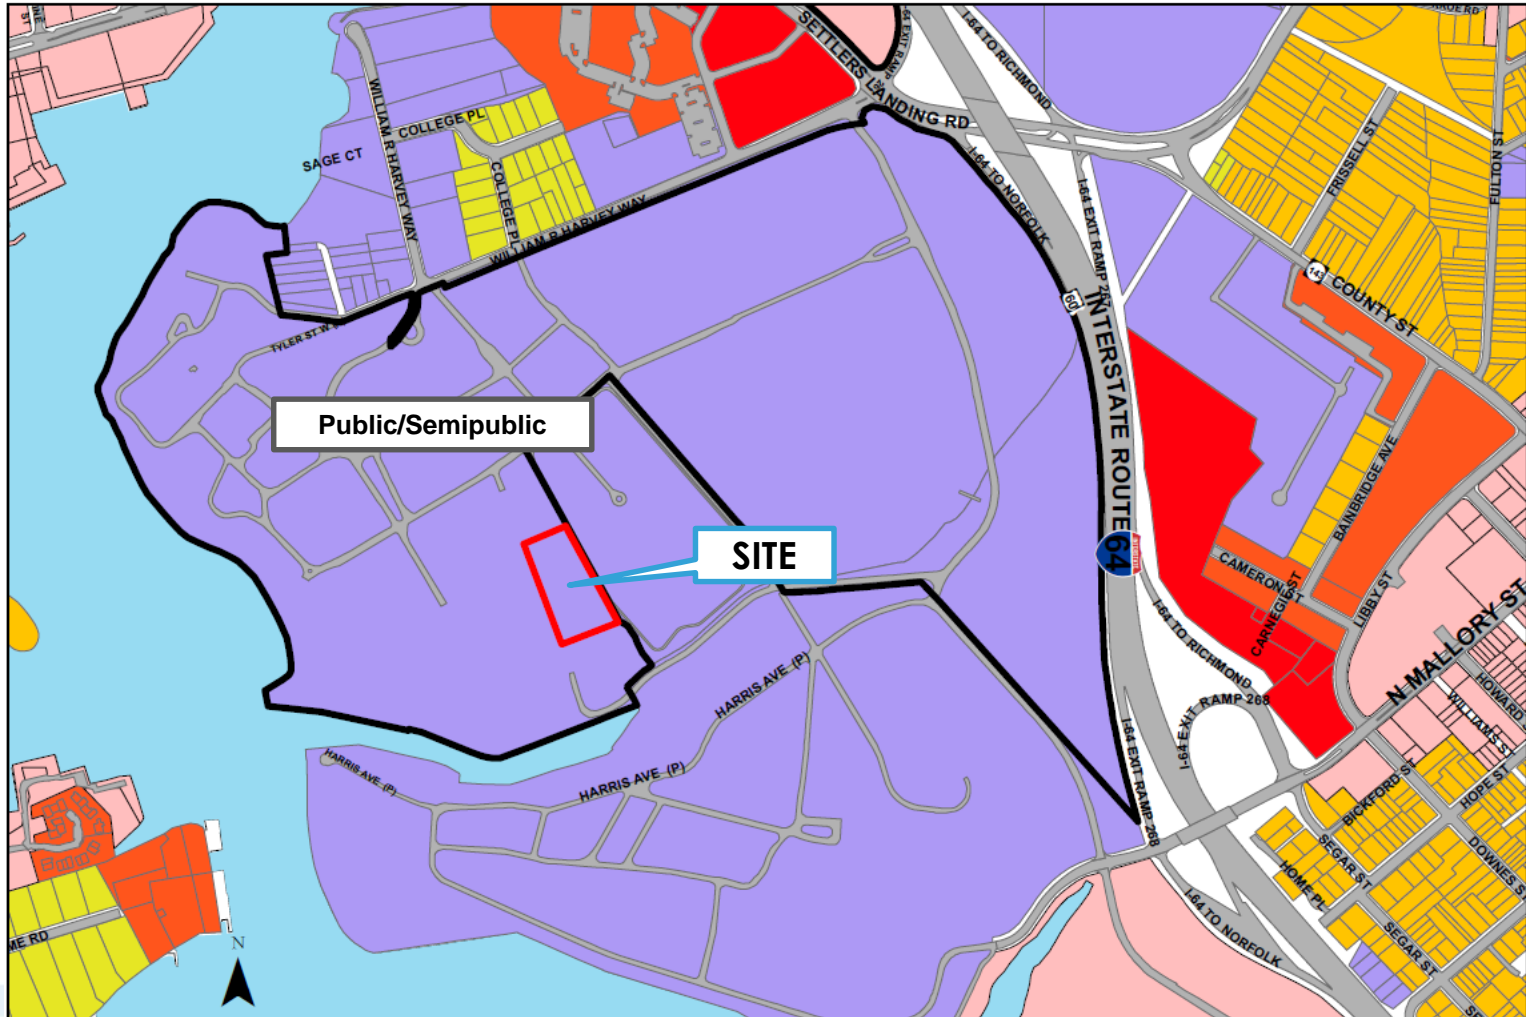 I-64 TO RICHMOND
SETTLERS LANDING RD
WILLIAM R HARVEY WAY
COLLEGE PL
SAGE CT
COLLEGE PL
WILLIAM R HARVEY WAY
I-64 TO NORFOLK
I-64 EXIT RAMP 267
FRISSELL ST
FULTON ST
143
COUNTY ST
60
INTERSTATE ROUTE 64
TYLER ST W
Public/Semipublic
SITE
BAINBRIDGE AVE
CAMERON ST
CARNEGIE ST
LIBBY ST
N MALLORY ST
I-64 TO RICHMOND
HARRIS AVE (P)
I-64 EXIT RAMP 268
I-64 EXIT RAMP 268
HOWARD
WILLIAMS ST
HARRIS AVE (P)
HARRIS AVE (P)
BICKFORD ST
HOPE ST
SEGAR ST
DOWNES ST
HOME PL
SEGAR ST
I-64 TO NORFOLK
ME RD
N